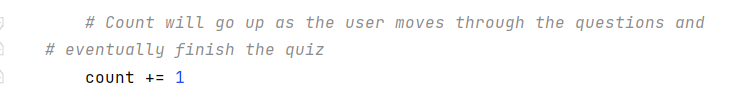 # Count will go up as the user moves through the questions and
# eventually finish the quiz
count += 1